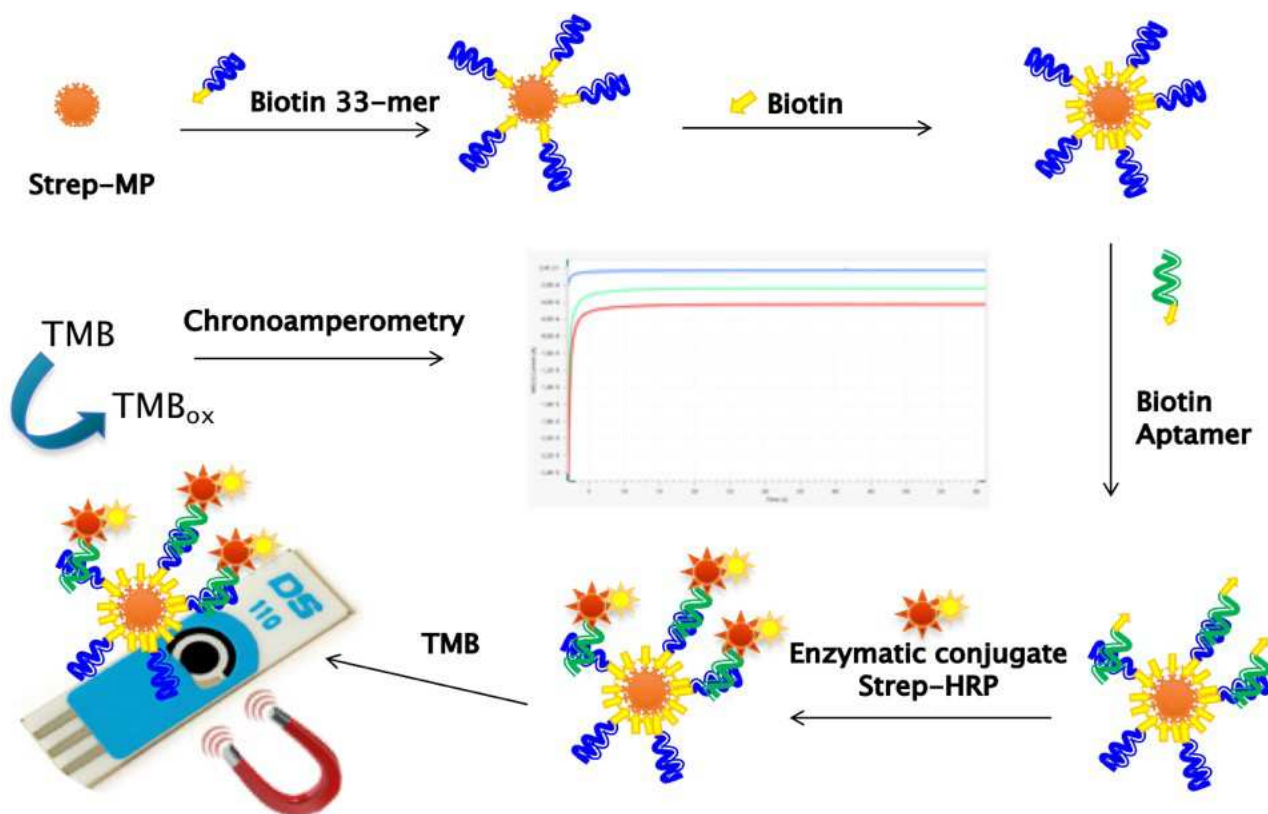 Biotin 33-mer
Biotin
Strep-MP
Chronoamperometry
TMB
TMBox
Biotin
Aptamer
DS
110
TMB
Enzymatic conjugate
Strep-HRP